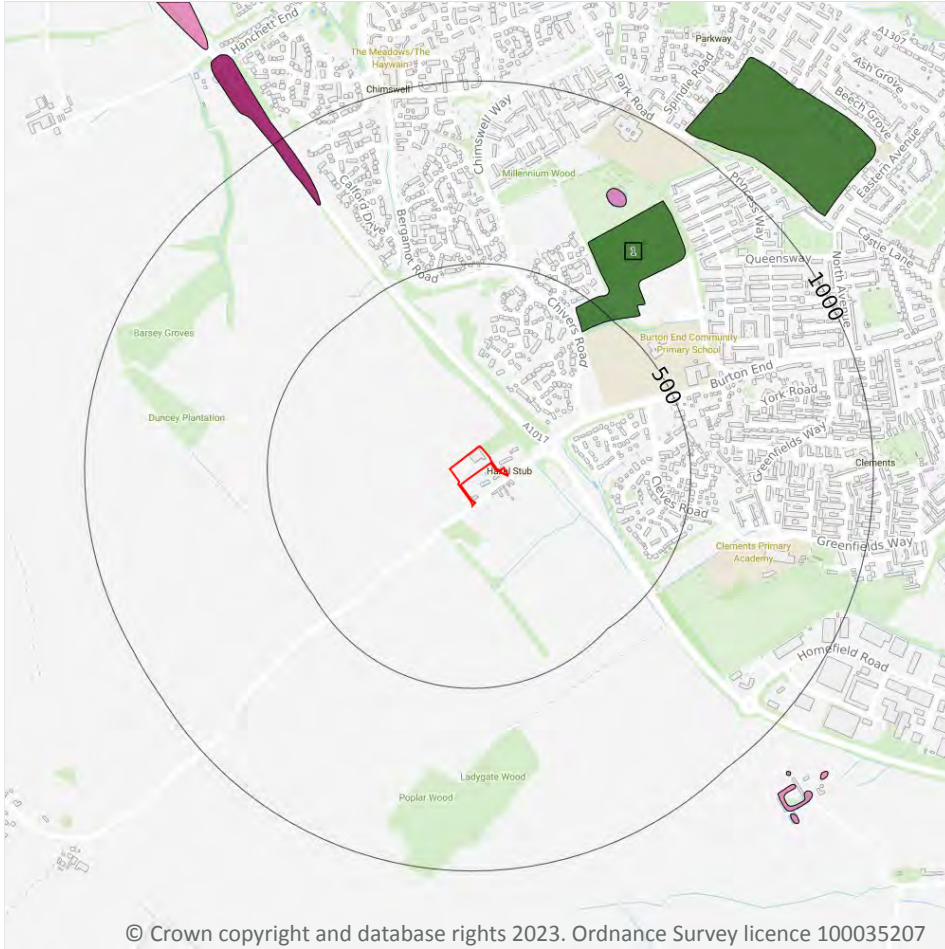 Hanchett End
Parkway
A1307
The Meadows/The
Haywain
Ash Grove
Chimswell
Park Road
Spindle Road
Beech Grove
Chimswell Way
Eastern Avenue
Millennium Wood
Calford Drive
Princess Way
Bergamot Road
Castle Lane
1
Queensway
North Avenue
1000
Chivers Road
Barsey Groves
Burton End Community
Primary School
500
Burton End
York Road
Duncey Plantation
A1017
Greenfields Way
Clements
Hazel Stub
Cleves Road
Greenfields Way
Clements Primary
Academy
Homefield Road
Ladygate Wood
Poplar Wood
© Crown copyright and database rights 2023. Ordnance Survey licence 100035207